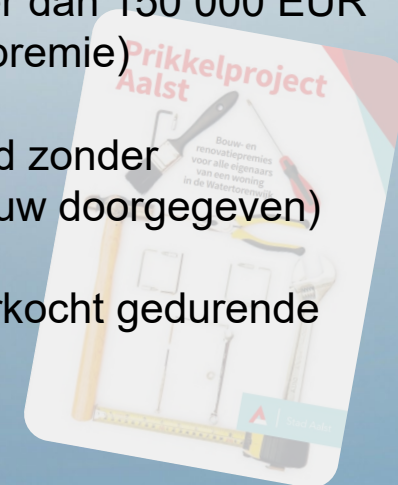 r dan 150 000 EUR
premie)
Prikkelproject
Aalst
Bouw- en
renovatiepremies
voor alle eigenaars
van een woning
in de Watertorenwijk
d zonder
uw doorgegeven)
rkocht gedurende